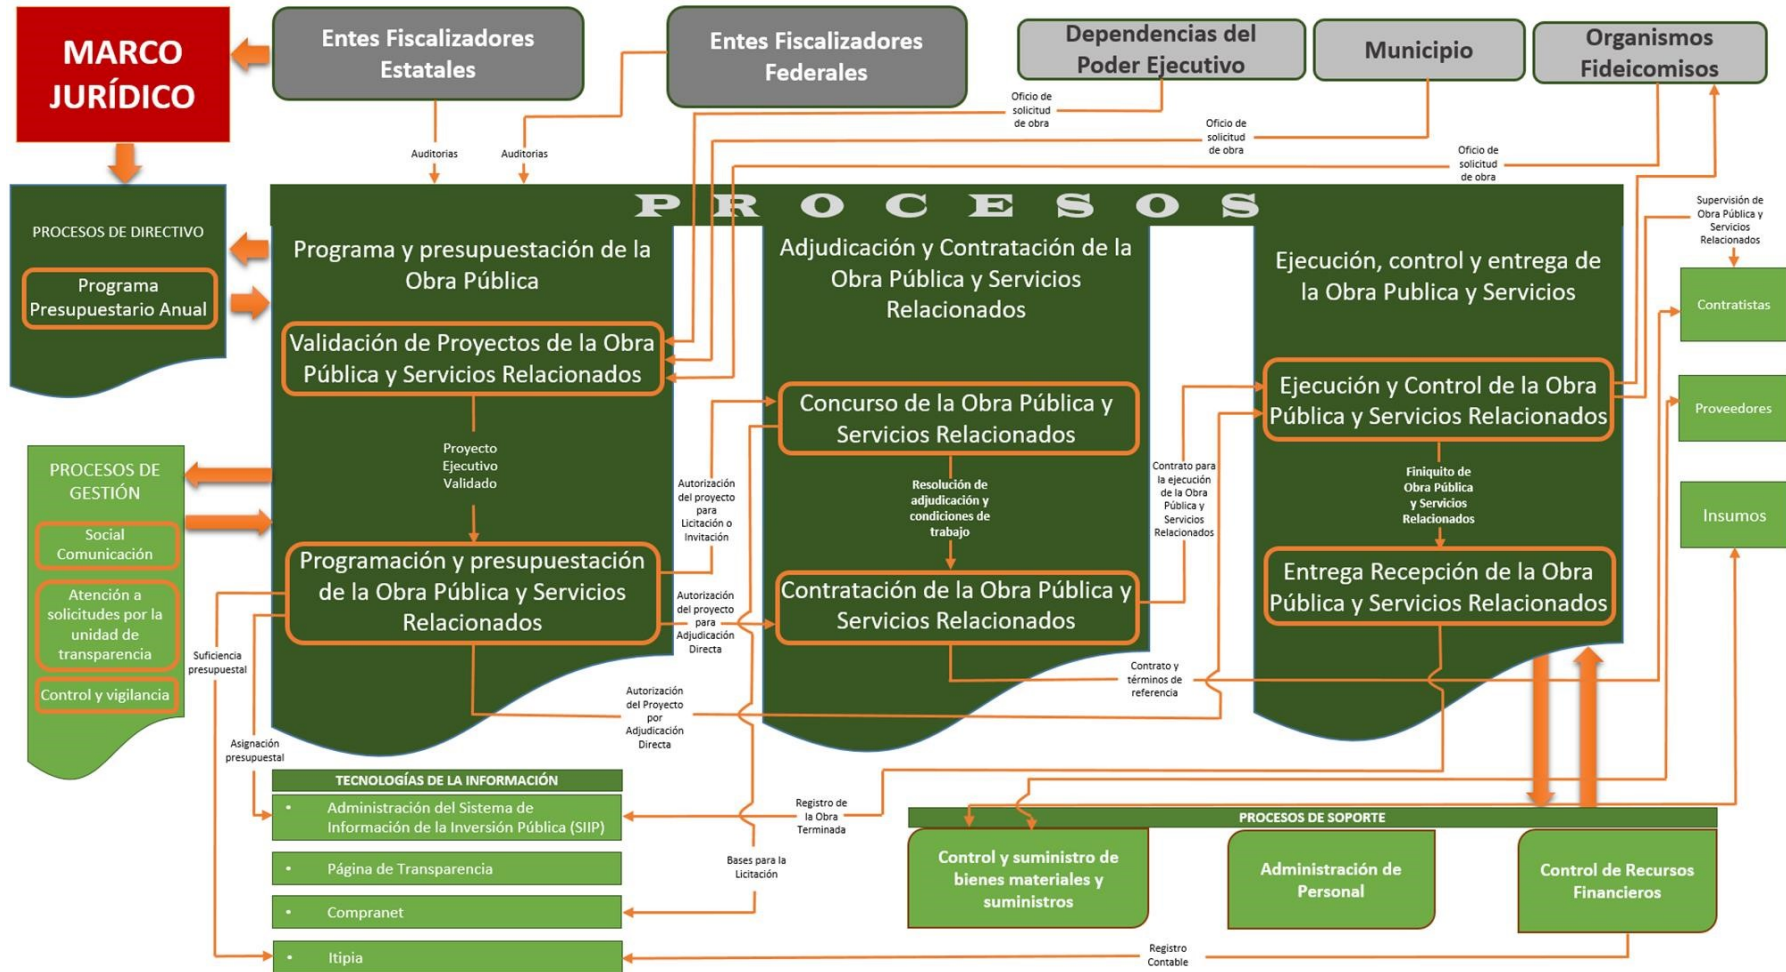 MARCO
JURÍDICO
Entes Fiscalizadores
Estatales
Entes Fiscalizadores
Federales
Dependencias del
Poder Ejecutivo
Municipio
Organismos
Fideicomisos
Auditorias
Auditorias
Oficio de
solicitud
de obra
Oficio de
solicitud
de obra
Oficio de
solicitud
de obra
PROCESOS
PROCESOS DE DIRECTIVO
Programa
Presupuestario Anual
Programa y presupuestación de la
Obra Pública
Validación de Proyectos de la Obra
Pública y Servicios Relacionados
Proyecto
Ejecutivo
Validado
Programación y presupuestación
de la Obra Pública y Servicios
Relacionados
Adjudicación y Contratación de la
Obra Pública y Servicios
Relacionados
Concurso de la Obra Pública y
Servicios Relacionados
Resolución de
adjudicación y
condiciones de
trabajo
Contratación de la Obra Pública y
Servicios Relacionados
Ejecución, control y entrega de
la Obra Publica y Servicios
Ejecución y Control de la Obra
Pública y Servicios Relacionados
Finiquito de
Obra Pública
y Servicios
Relacionados
Entrega Recepción de la Obra
Pública y Servicios Relacionados
Supervisión de
Obra Pública y
Servicios
Relacionados
Contratistas
Proveedores
Insumos
PROCESOS DE
GESTIÓN
Social
Comunicación
Atención a
solicitudes por la
unidad de
transparencia
Control y vigilancia
Autorización
del proyecto
para
Licitación o
Invitación
Autorización
del proyecto
para
Adjudicación
Directa
Contrato para
la ejecución
de la Obra
Pública y
Servicios
Relacionados
Suficiencia
presupuestal
Autorización
del Proyecto
por
Adjudicación
Directa
Contrato y
términos de
referencia
Asignación
presupuestal
TECNOLOGÍAS DE LA INFORMACIÓN
• Administración del Sistema de
Información de la Inversión Pública (SIIP)
• Página de Transparencia
• Compranet
• Itipia
Registro de
la Obra
Terminada
Bases para la
Licitación
PROCESOS DE SOPORTE
Control y suministro de
bienes materiales y
suministros
Administración de
Personal
Control de Recursos
Financieros
Registro
Contable